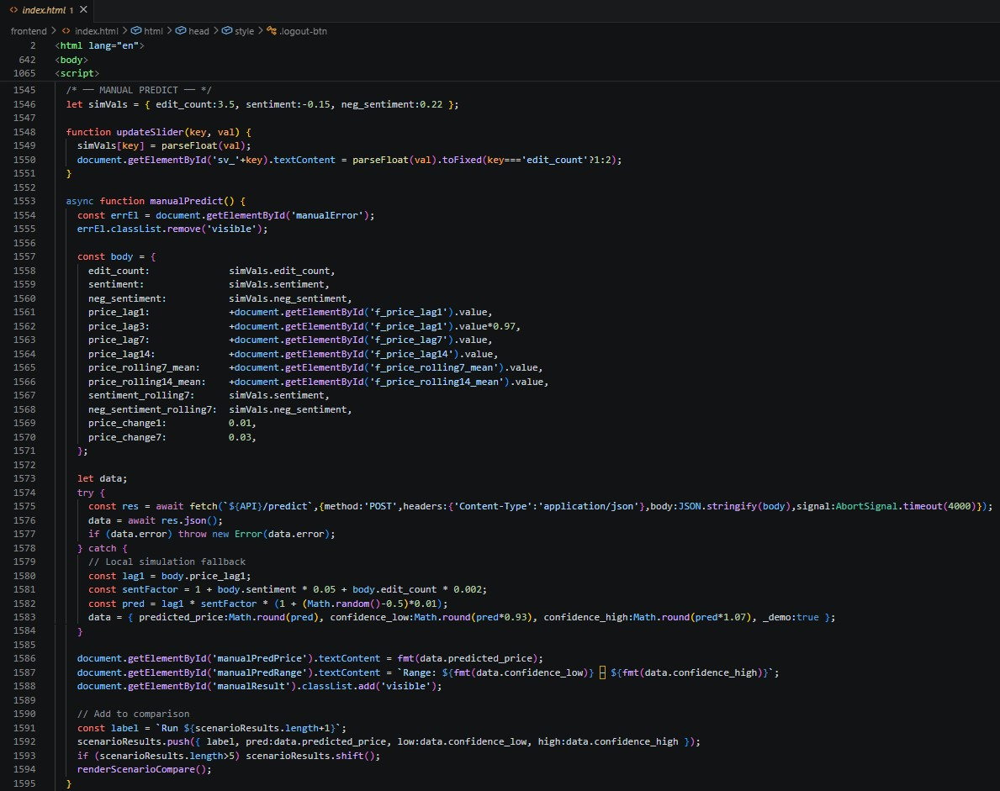 index.html 1 ×
frontend > index.html > html > head > style > .logout-btn
2 <html lang="en">
642 <body>
1065 <script>
1545 /* — MANUAL PREDICT — */
1546 let simVals = { edit_count:3.5, sentiment:-0.15, neg_sentiment:0.22 };
1547
1548 function updateSlider(key, val) {
1549   simVals[key] = parseFloat(val);
1550   document.getElementById('sv_'+key).textContent = parseFloat(val).toFixed(key==='edit_count'?1:2);
1551 }
1552
1553 async function manualPredict() {
1554   const errEl = document.getElementById('manualError');
1555   errEl.classList.remove('visible');
1556
1557   const body = {
1558     edit_count:              simVals.edit_count,
1559     sentiment:               simVals.sentiment,
1560     neg_sentiment:           simVals.neg_sentiment,
1561     price_lag1:              +document.getElementById('f_price_lag1').value,
1562     price_lag3:              +document.getElementById('f_price_lag1').value*0.97,
1563     price_lag7:              +document.getElementById('f_price_lag7').value,
1564     price_lag14:             +document.getElementById('f_price_lag14').value,
1565     price_rolling7_mean:     +document.getElementById('f_price_rolling7_mean').value,
1566     price_rolling14_mean:    +document.getElementById('f_price_rolling14_mean').value,
1567     sentiment_rolling7:      simVals.sentiment,
1568     neg_sentiment_rolling7:  simVals.neg_sentiment,
1569     price_change1:           0.01,
1570     price_change7:           0.03,
1571   };
1572
1573   let data;
1574   try {
1575     const res = await fetch(`${API}/predict`,{method:'POST',headers:{'Content-Type':'application/json'},body:JSON.stringify(body),signal:AbortSignal.timeout(4000)});
1576     data = await res.json();
1577     if (data.error) throw new Error(data.error);
1578   } catch {
1579     // Local simulation fallback
1580     const lag1 = body.price_lag1;
1581     const sentFactor = 1 + body.sentiment * 0.05 + body.edit_count * 0.002;
1582     const pred = lag1 * sentFactor * (1 + (Math.random()-0.5)*0.01);
1583     data = { predicted_price:Math.round(pred), confidence_low:Math.round(pred*0.93), confidence_high:Math.round(pred*1.07), _demo:true };
1584   }
1585
1586   document.getElementById('manualPredPrice').textContent = fmt(data.predicted_price);
1587   document.getElementById('manualPredRange').textContent = `Range: ${fmt(data.confidence_low)} – ${fmt(data.confidence_high)}`;
1588   document.getElementById('manualResult').classList.add('visible');
1589
1590   // Add to comparison
1591   const label = `Run ${scenarioResults.length+1}`;
1592   scenarioResults.push({ label, pred:data.predicted_price, low:data.confidence_low, high:data.confidence_high });
1593   if (scenarioResults.length>5) scenarioResults.shift();
1594   renderScenarioCompare();
1595 }